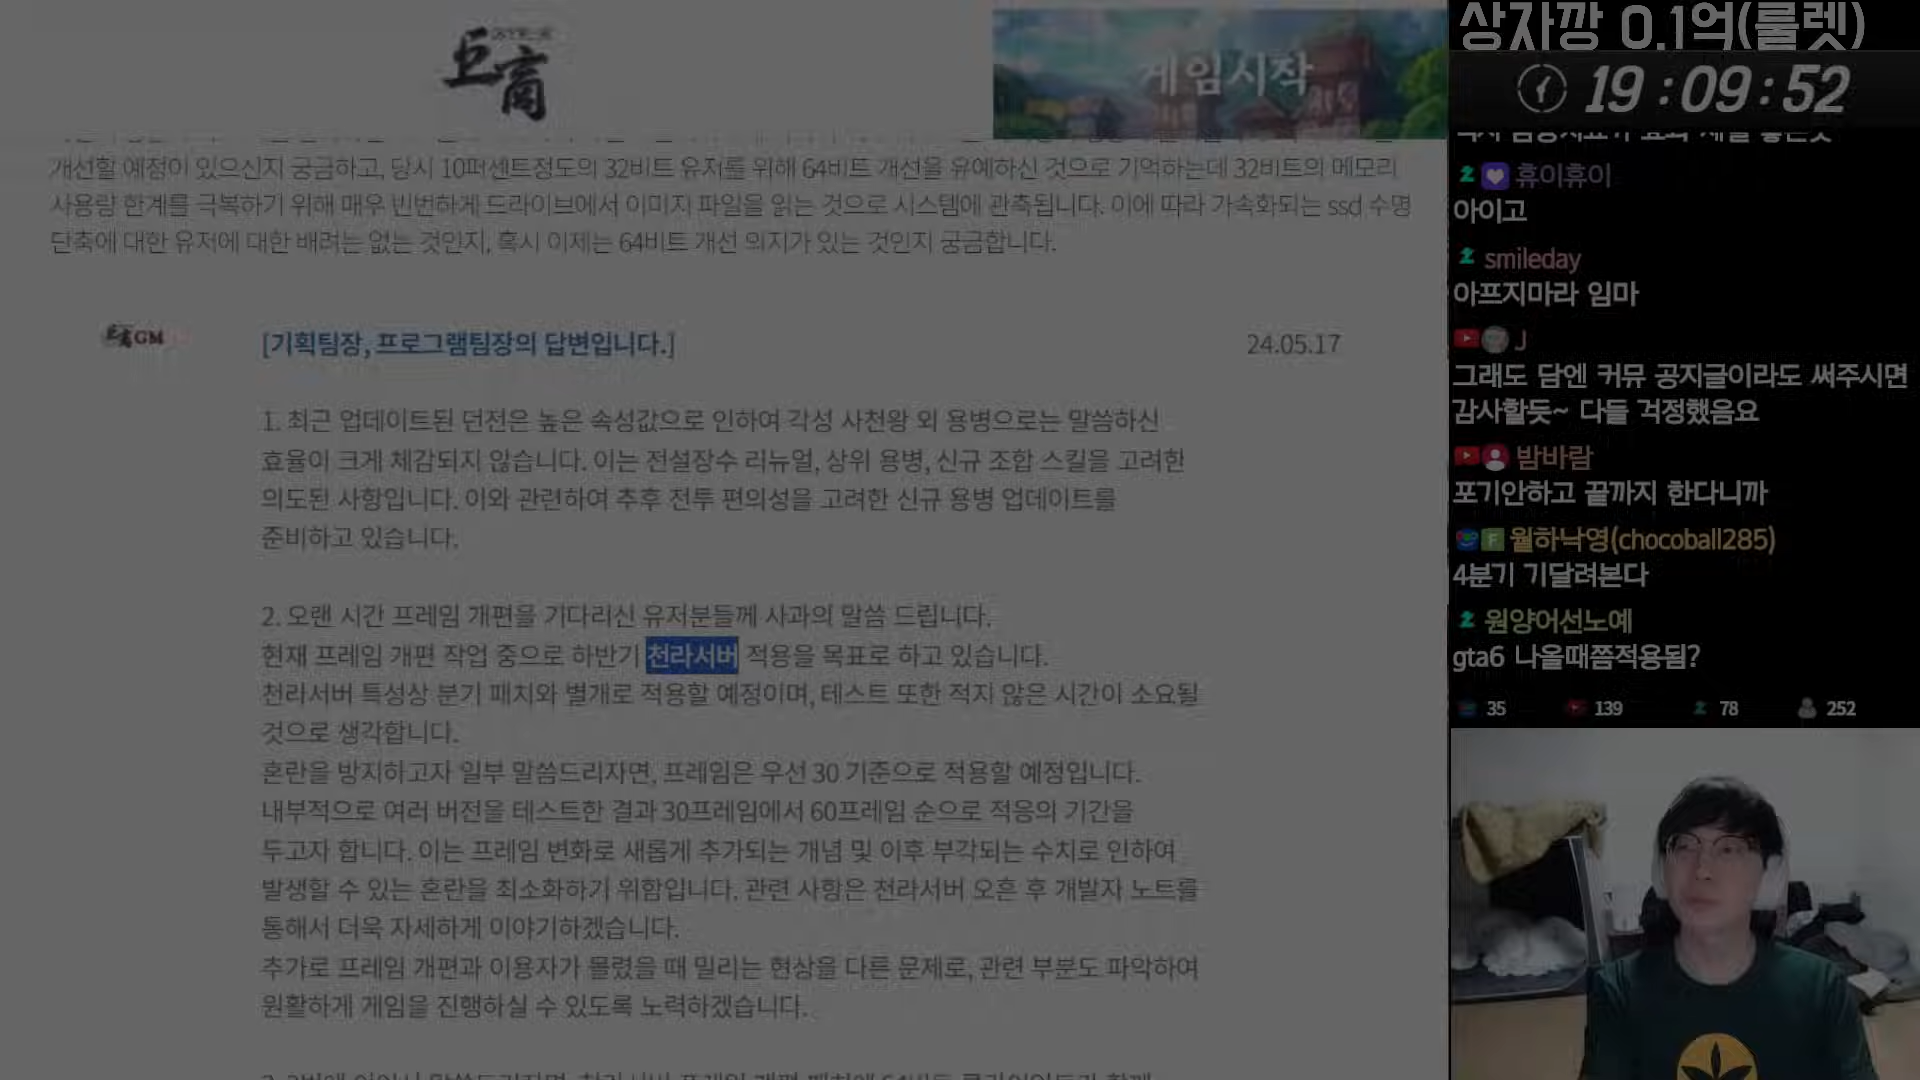 巨商
게임시작
개선할 예정이 있으신지 궁금하고, 당시 10퍼센트정도의 32비트 유저를 위해 64비트 개선을 유예하신 것으로 기억하는데 32비트의 메모리
사용량 한계를 극복하기 위해 매우 빈번하게 드라이브에서 이미지 파일을 읽는 것으로 시스템에 관측됩니다. 이에 따라 가속화되는 ssd 수명
단축에 대한 유저에 대한 배려는 없는 것인지, 혹시 이제는 64비트 개선 의지가 있는 것인지 궁금합니다.
巨商GM
[기획팀장, 프로그램팀장의 답변입니다.]
24.05.17
1. 최근 업데이트된 던전은 높은 속성값으로 인하여 각성 사천왕 외 용병으로는 말씀하신
효율이 크게 체감되지 않습니다. 이는 전설장수 리뉴얼, 상위 용병, 신규 조합 스킬을 고려한
의도된 사항입니다. 이와 관련하여 추후 전투 편의성을 고려한 신규 용병 업데이트를
준비하고 있습니다.
2. 오랜 시간 프레임 개편을 기다리신 유저분들께 사과의 말씀 드립니다.
현재 프레임 개편 작업 중으로 하반기 천라서버 적용을 목표로 하고 있습니다.
천라서버 특성상 분기 패치와 별개로 적용할 예정이며, 테스트 또한 적지 않은 시간이 소요될
것으로 생각합니다.
혼란을 방지하고자 일부 말씀드리자면, 프레임은 우선 30 기준으로 적용할 예정입니다.
내부적으로 여러 버전을 테스트한 결과 30프레임에서 60프레임 순으로 적응의 기간을
두고자 합니다. 이는 프레임 변화로 새롭게 추가되는 개념 및 이후 부각되는 수치로 인하여
발생할 수 있는 혼란을 최소화하기 위함입니다. 관련 사항은 천라서버 오픈 후 개발자 노트를
통해서 더욱 자세하게 이야기하겠습니다.
추가로 프레임 개편과 이용자가 몰렸을 때 밀리는 현상은 다른 문제로, 관련 부분도 파악하여
원활하게 게임을 진행하실 수 있도록 노력하겠습니다.
상자깡 0.1억(룰렛)
19:09:52
휴이휴이
아이고
smileday
아프지마라 임마
J
그래도 담엔 커뮤 공지글이라도 써주시면
감사할듯~ 다들 걱정했음요
밤바람
포기안하고 끝까지 한다니까
월하낙영(chocoball285)
4분기 기달려본다
원양어선노예
gta6 나올때쯤적용됨?
35 139 78 252